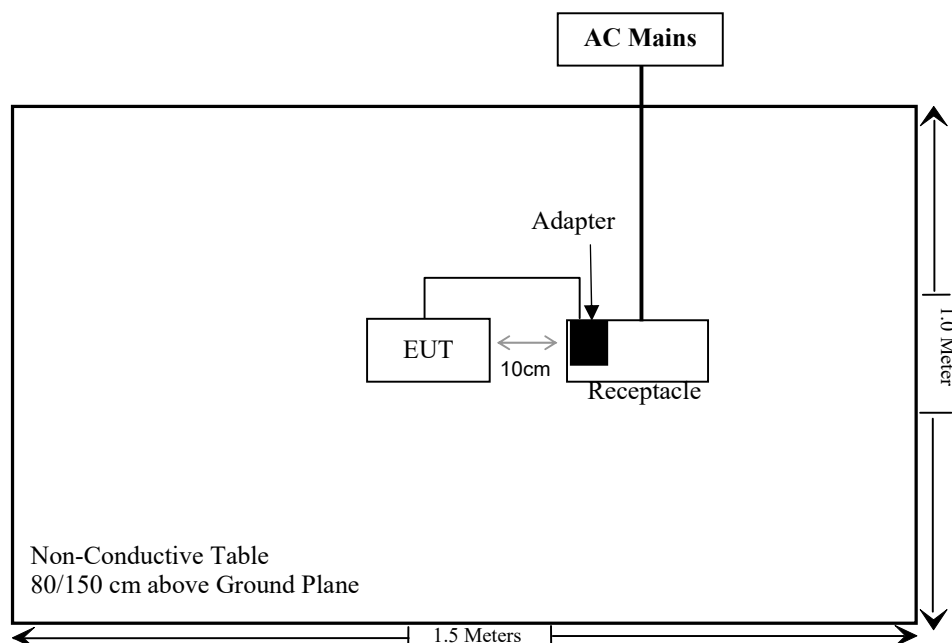 AC Mains
Adapter
EUT
10cm
Receptacle
1.0 Meter
Non-Conductive Table
80/150 cm above Ground Plane
1.5 Meters